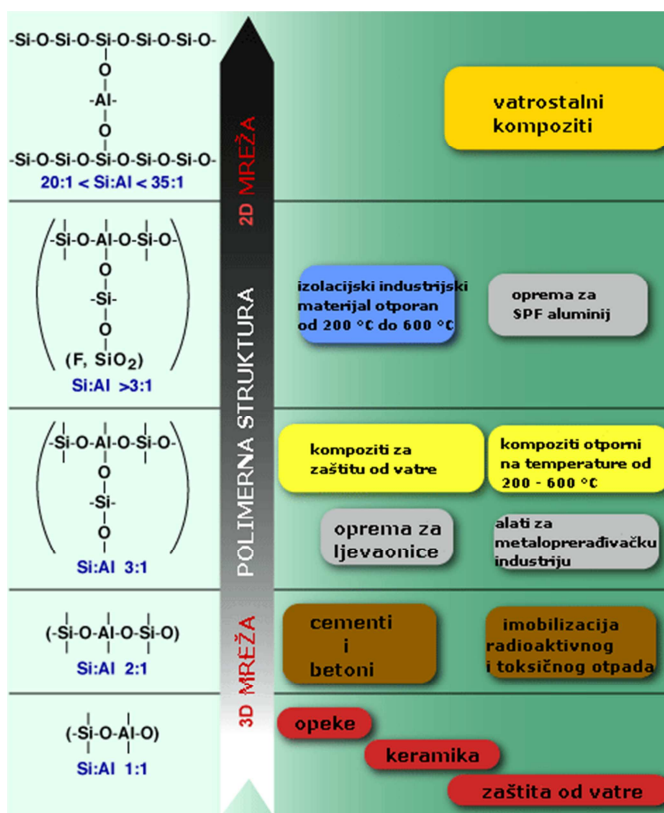 -Si-O-Si-O-Si-O-Si-O-Si-O-Si-O-
O
-Al-
O
-Si-O-Si-O-Si-O-Si-O-Si-O-Si-O-
20:1 < Si:Al < 35:1
vatrostalni
kompoziti
2D MREŽA
-Si-O-Al-O-Si-O-
O
-Si-
O
(F, SiO₂)
Si:Al >3:1
izolacijski industrijski
materijal otporan
od 200 °C do 600 °C
oprema za
SPF aluminij
POLIMERNA STRUKTURA
-Si-O-Al-O-Si-O-
O
-Si-
O
Si:Al 3:1
kompoziti za
zaštitu od vatre
kompoziti otporni
na temperature od
200 - 600 °C
oprema za
ljevaonice
alati za
metaloprerađivačku
industriju
3D MREŽA
(-Si-O-Al-O-Si-O)
Si:Al 2:1
cementi
i
betoni
imobilizacija
radioaktivnog
i toksičnog otpada
(-Si-O-Al-O)
Si:Al 1:1
opeke
keramika
zaštita od vatre